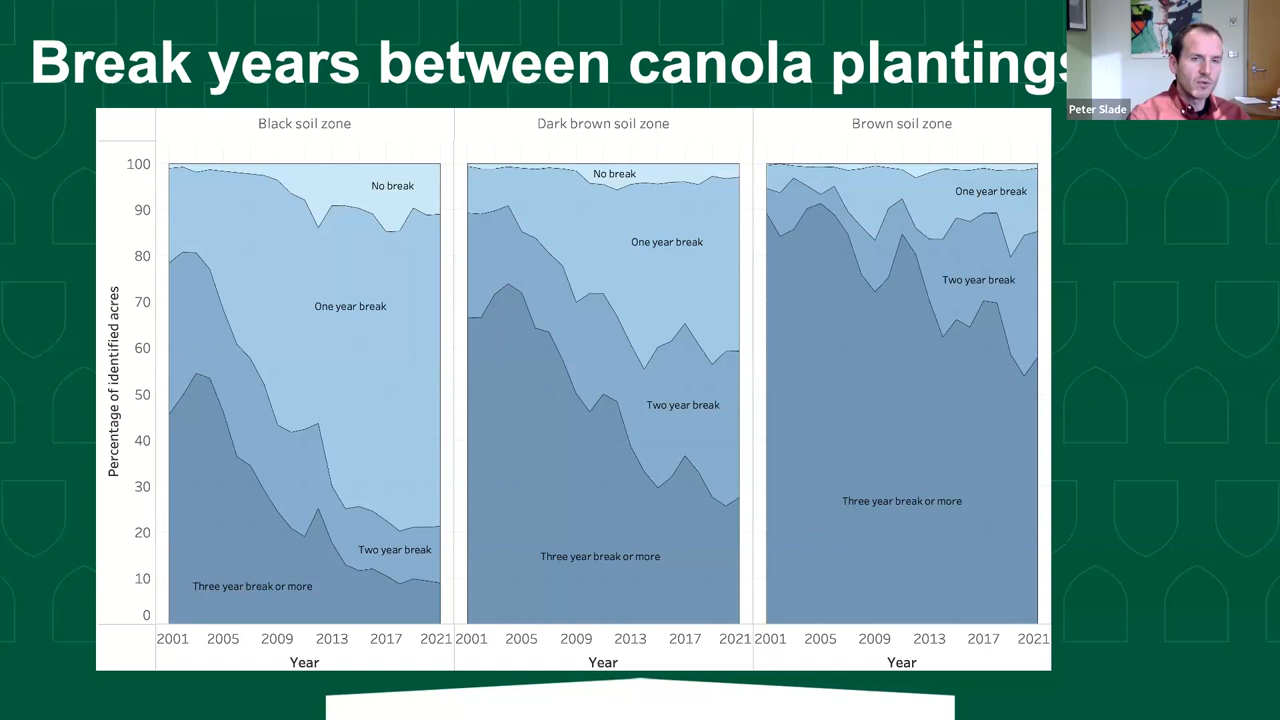 Break years between canola plantings
Peter Slade
Black soil zone
Dark brown soil zone
Brown soil zone
Percentage of identified acres
100
90
80
70
60
50
40
30
20
10
0
No break
One year break
Two year break
Three year break or more
No break
One year break
Two year break
Three year break or more
One year break
Two year break
Three year break or more
2001 2005 2009 2013 2017 2021
2001 2005 2009 2013 2017 2021
2001 2005 2009 2013 2017 2021
Year
Year
Year